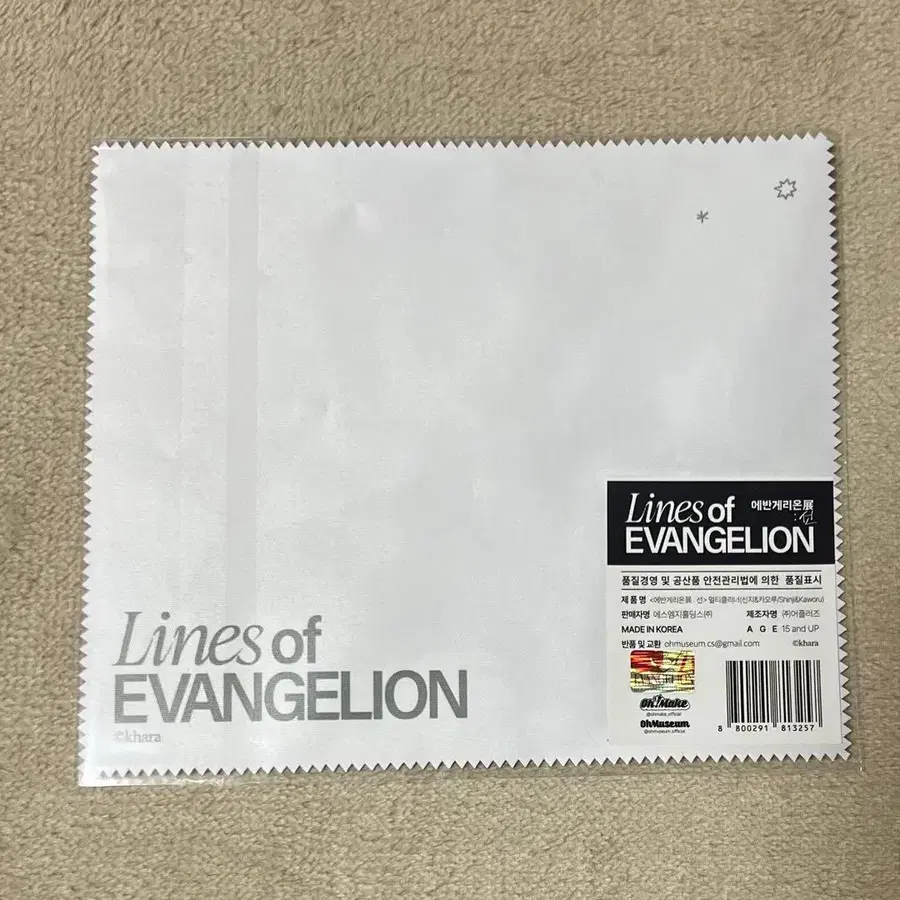 Lines of
EVANGELION
©khara
Lines of 에반게리온展
:선
EVANGELION
품질경영 및 공산품 안전관리법에 의한 품질표시
제품명 <에반게리온展 : 선> 멀티클리너(신지&카오루/Shinji&Kaworu)
판매자명 에스엠지홀딩스㈜ 제조자명 ㈜어플러즈
MADE IN KOREA AGE 15 and UP
반품 및 교환 ohmuseum.cs@gmail.com ©khara
EVANGELION
Oh!Make
@ohmake_official
OhMuseum
@ohmuseum.official
8 800291 813257